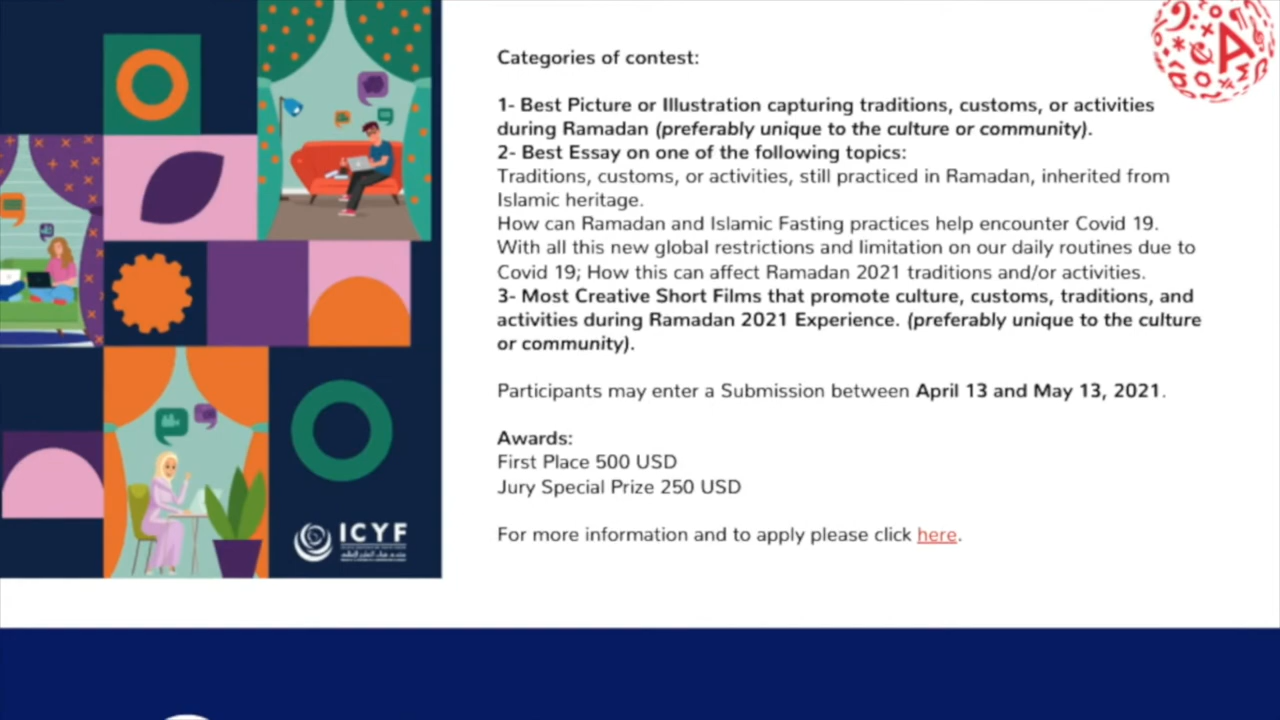 Categories of contest:
1- Best Picture or Illustration capturing traditions, customs, or activities
during Ramadan (preferably unique to the culture or community).
2- Best Essay on one of the following topics:
Traditions, customs, or activities, still practiced in Ramadan, inherited from
Islamic heritage.
How can Ramadan and Islamic Fasting practices help encounter Covid 19.
With all this new global restrictions and limitation on our daily routines due to
Covid 19; How this can affect Ramadan 2021 traditions and/or activities.
3- Most Creative Short Films that promote culture, customs, traditions, and
activities during Ramadan 2021 Experience. (preferably unique to the culture
or community).
Participants may enter a Submission between April 13 and May 13, 2021.
Awards:
First Place 500 USD
Jury Special Prize 250 USD
For more information and to apply please click here.
ICYF